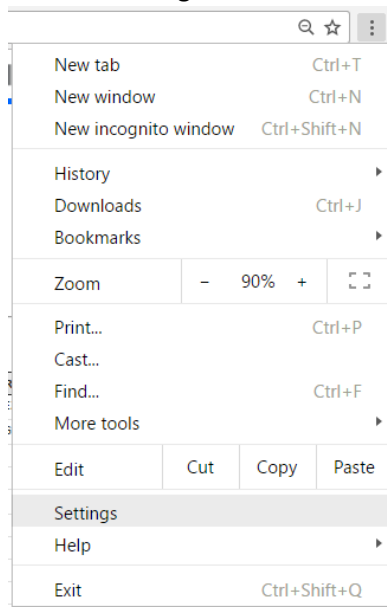 New tab Ctrl+T
New window Ctrl+N
New incognito window Ctrl+Shift+N
History
Downloads Ctrl+J
Bookmarks
Zoom - 90% +
Print... Ctrl+P
Cast...
Find... Ctrl+F
More tools
Edit Cut Copy Paste
Settings
Help
Exit Ctrl+Shift+Q